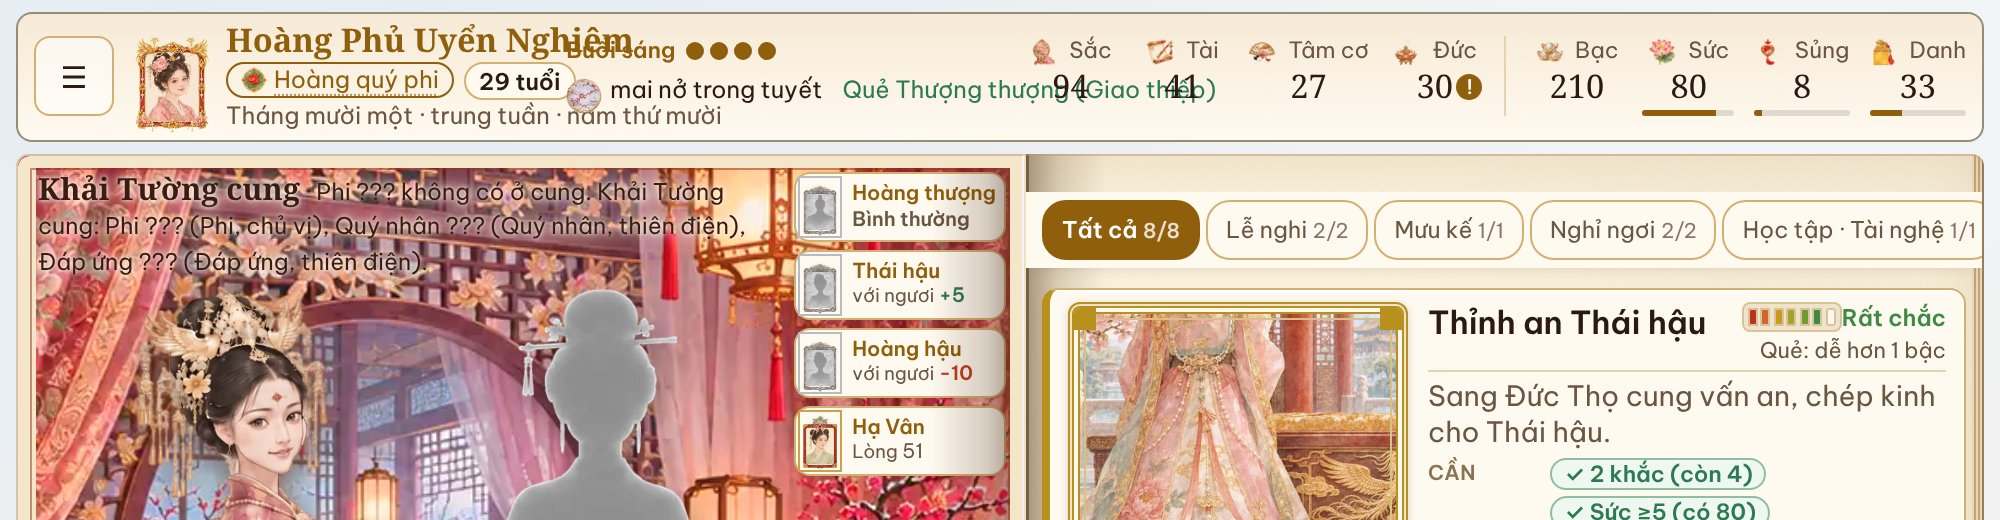 ☰
Hoàng Phủ Uyển Nghiêm
Hoàng quý phi
29 tuổi
Tháng mười một · trung tuần · năm thứ mười
Buổi sáng
mai nở trong tuyết
Quẻ Thượng thượng (Giao thiệp)
Sắc 94
Tài 41
Tâm cơ 27
Đức 30 !
Bạc 210
Sức 80
Sủng 8
Danh 33
Khải Tường cung · Phi ??? không có ở cung. Khải Tường
cung: Phi ??? (Phi, chủ vị), Quý nhân ??? (Quý nhân, thiên điện),
Đáp ứng ??? (Đáp ứng, thiên điện).
Hoàng thượng
Bình thường
Thái hậu
với ngươi +5
Hoàng hậu
với ngươi -10
Hạ Vân
Lòng 51
Tất cả 8/8
Lễ nghi 2/2
Mưu kế 1/1
Nghỉ ngơi 2/2
Học tập · Tài nghệ 1/1
Thỉnh an Thái hậu
Rất chắc
Quẻ: dễ hơn 1 bậc
Sang Đức Thọ cung vấn an, chép kinh
cho Thái hậu.
CẦN
✓ 2 khắc (còn 4)
✓ Sức ≥5 (có 80)